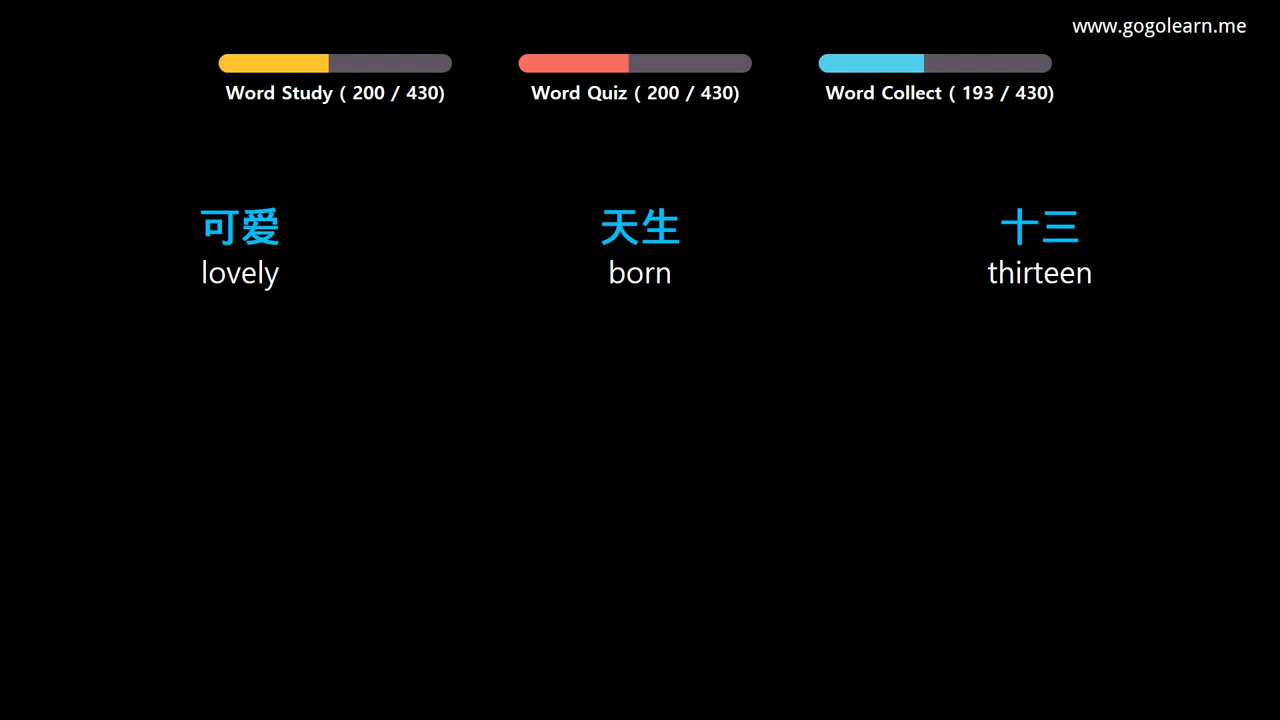 www.gogolearn.me
Word Study ( 200 / 430)
Word Quiz ( 200 / 430)
Word Collect ( 193 / 430)
可爱
lovely
天生
born
十三
thirteen